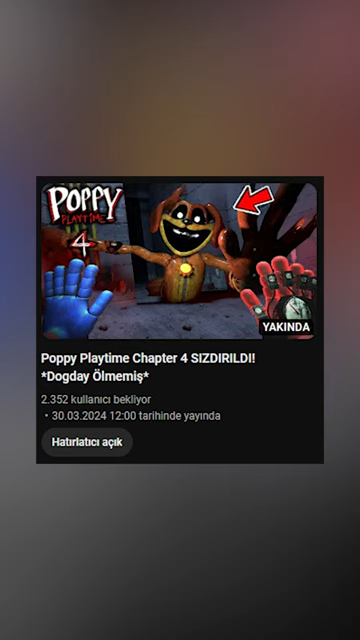 POPPY
PLAYTIME
4
YAKINDA
Poppy Playtime Chapter 4 SIZDIRILDI!
*Dogday Ölmemiş*
2.352 kullanıcı bekliyor
• 30.03.2024 12:00 tarihinde yayında
Hatırlatıcı açık